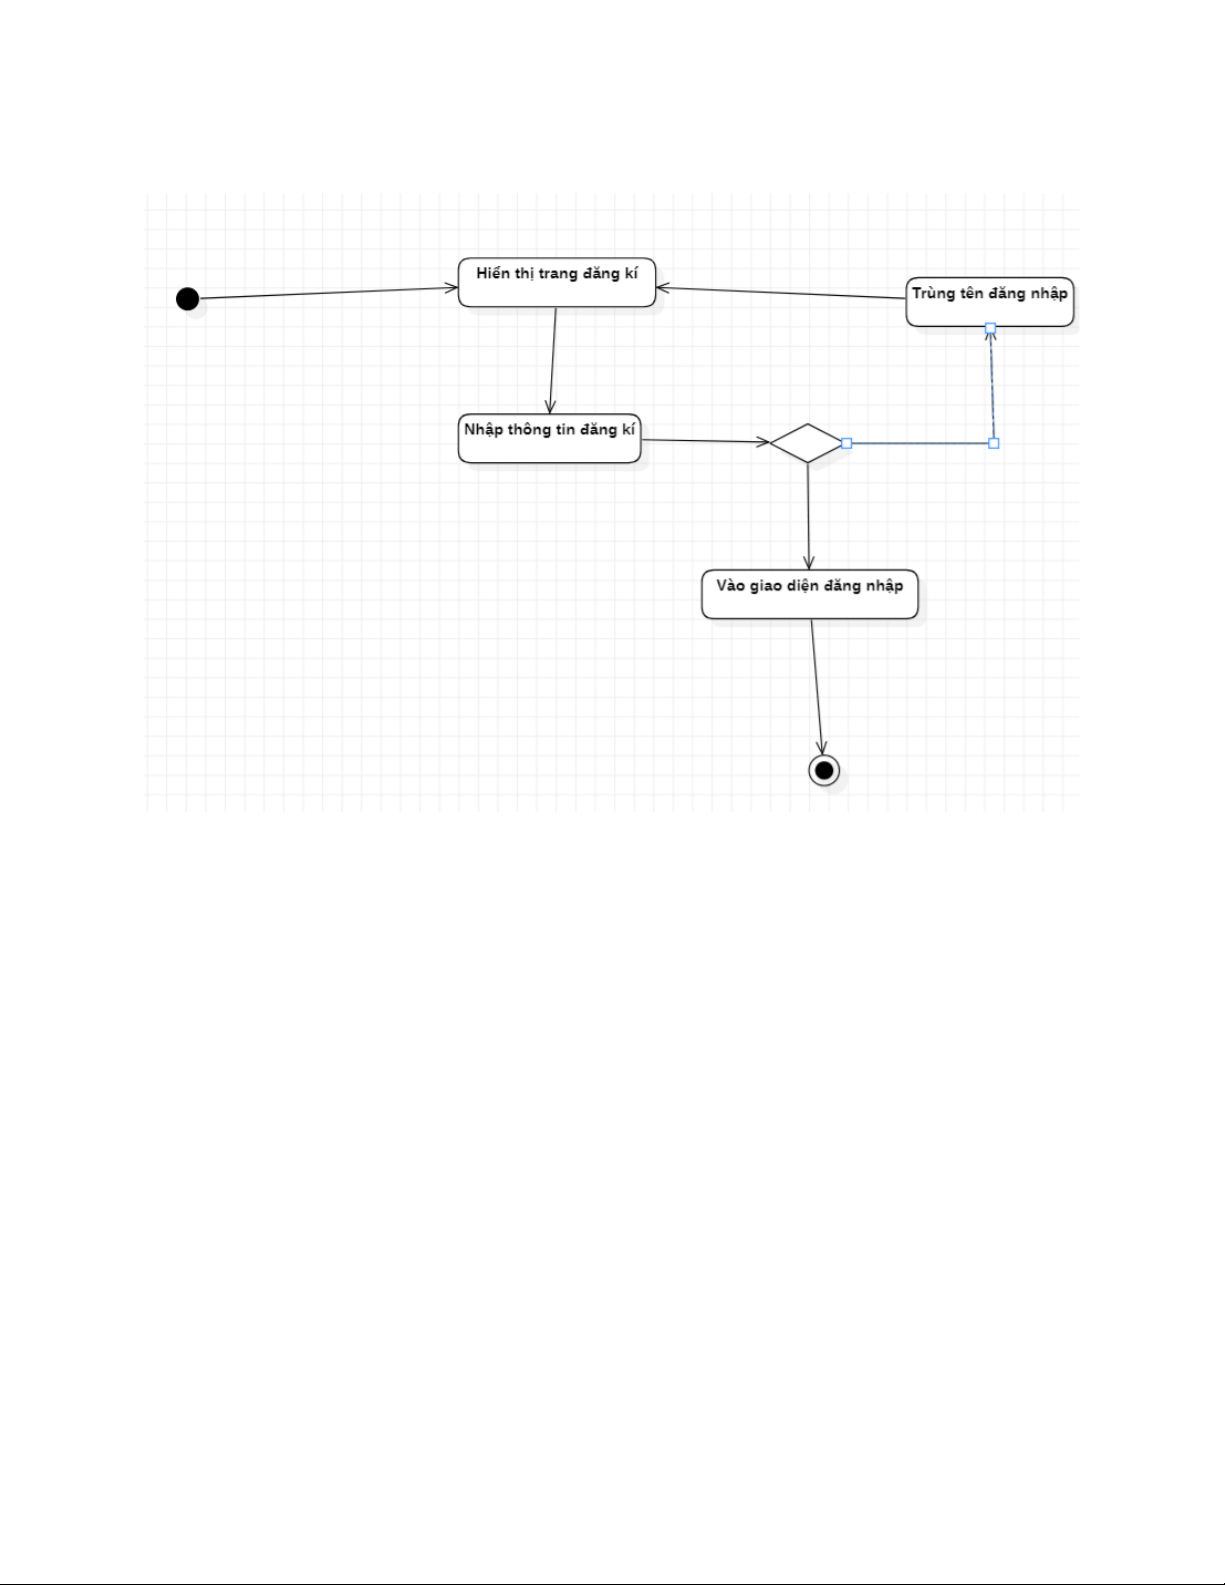 Hiển thị trang đăng kí
Trùng tên đăng nhập
Nhập thông tin đăng kí
Vào giao diện đăng nhập